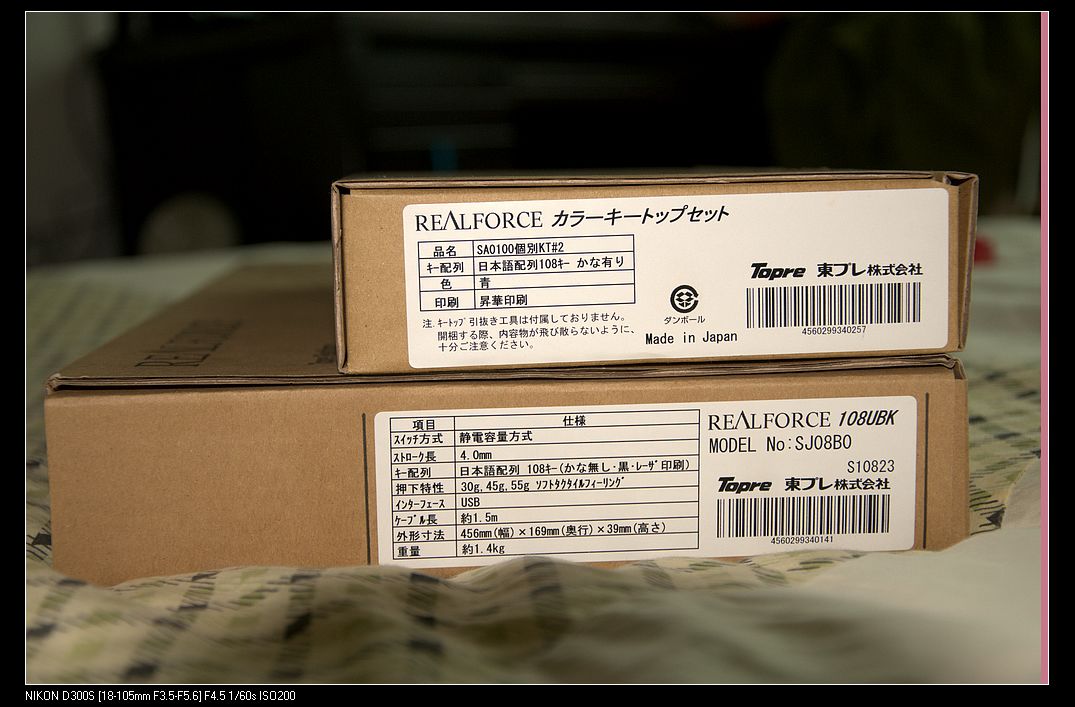 REALFORCE カラーキートップセット
品名 SA0100個別KT#2
キー配列 日本語配列108キー かな有り
色 青
印刷 昇華印刷
注.キートップ引抜き工具は付属しておりません。
開梱する際、内容物が飛び散らないように、
十分ご注意ください。
ダンボール
Made in Japan
Topre 東プレ株式会社
4560299340257
項目 仕様
スイッチ方式 静電容量方式
ストローク長 4.0mm
キー配列 日本語配列 108キー(かな無し・黒・レーザ印刷)
押下特性 30g,45g,55g ソフトタクタイルフィーリング
インターフェース USB
ケーブル長 約1.5m
外形寸法 456mm(幅)×169mm(奥行)×39mm(高さ)
重量 約1.4kg
REALFORCE 108UBK
MODEL No:SJ08B0
S10823
Topre 東プレ株式会社
4560299340141
NIKON D300S [18-105mm F3.5-F5.6] F4.5 1/60s ISO200